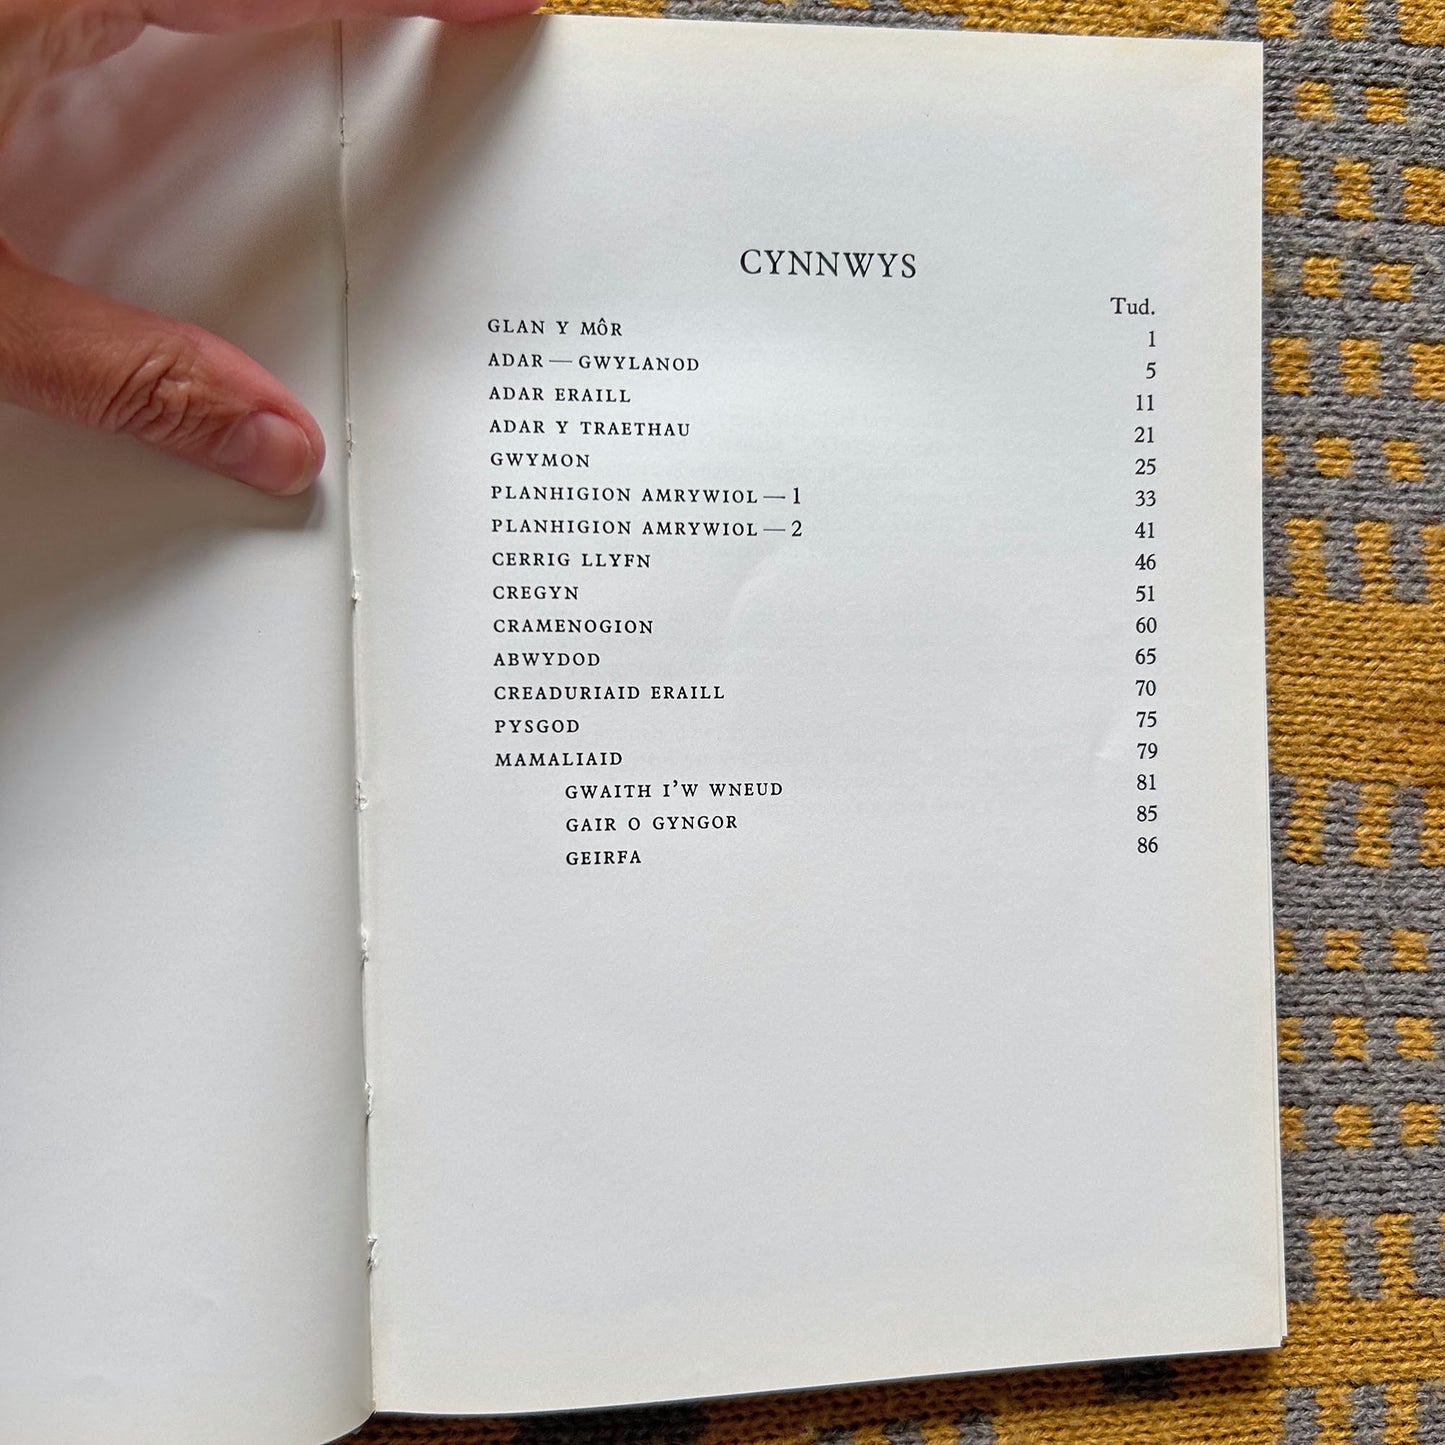 CYNNWYS
Tud.
GLAN Y MÔR 1
ADAR — GWYLANOD 5
ADAR ERAILL 11
ADAR Y TRAETHAU 21
GWYMON 25
PLANHIGION AMRYWIOL — 1 33
PLANHIGION AMRYWIOL — 2 41
CERRIG LLYFN 46
CREGYN 51
CRAMENOGION 60
ABWYDOD 65
CREADURIAID ERAILL 70
PYSGOD 75
MAMALIAID 79
GWAITH I'W WNEUD 81
GAIR O GYNGOR 85
GEIRFA 86